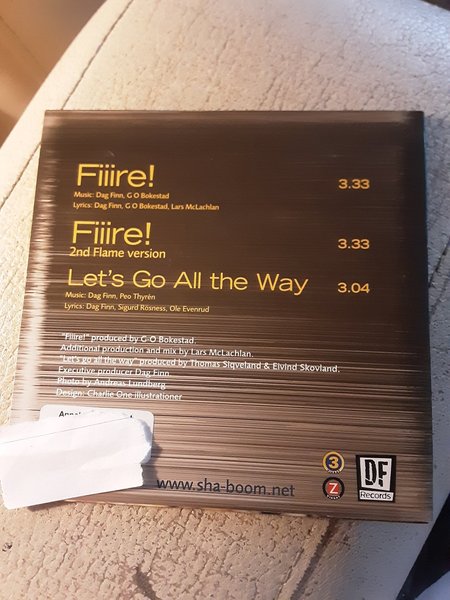 Fiiire! 3.33
Music: Dag Finn, G O Bokestad
Lyrics: Dag Finn, G O Bokestad, Lars McLachlan
Fiiire! 3.33
2nd Flame version
Let's Go All the Way 3.04
Music: Dag Finn, Peo Thyrén
Lyrics: Dag Finn, Sigurd Rösness, Ole Evenrud
"Fiiire!" produced by G-O Bokestad.
Additional production and mix by Lars McLachlan.
"Let's go all the way" produced by Thomas Siqveland & Eivind Skovland.
Executive producer Dag Finn
Photo by Andreas Lundberg
Design: Charlie One illustrationer
www.sha-boom.net
3
Z
DF
Records